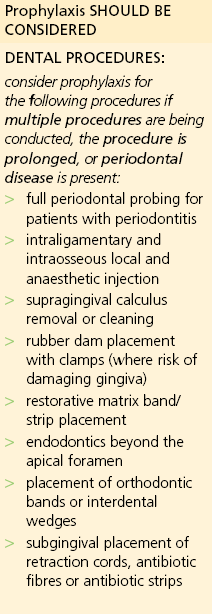 Prophylaxis SHOULD BE
CONSIDERED
DENTAL PROCEDURES:
consider prophylaxis for
the following procedures if
multiple procedures are being
conducted, the procedure is
prolonged, or periodontal
disease is present:
> full periodontal probing for
patients with periodontitis
> intraligamentary and
intraosseous local and
anaesthetic injection
> supragingival calculus
removal or cleaning
> rubber dam placement
with clamps (where risk of
damaging gingiva)
> restorative matrix band/
strip placement
> endodontics beyond the
apical foramen
> placement of orthodontic
bands or interdental
wedges
> subgingival placement of
retraction cords, antibiotic
fibres or antibiotic strips